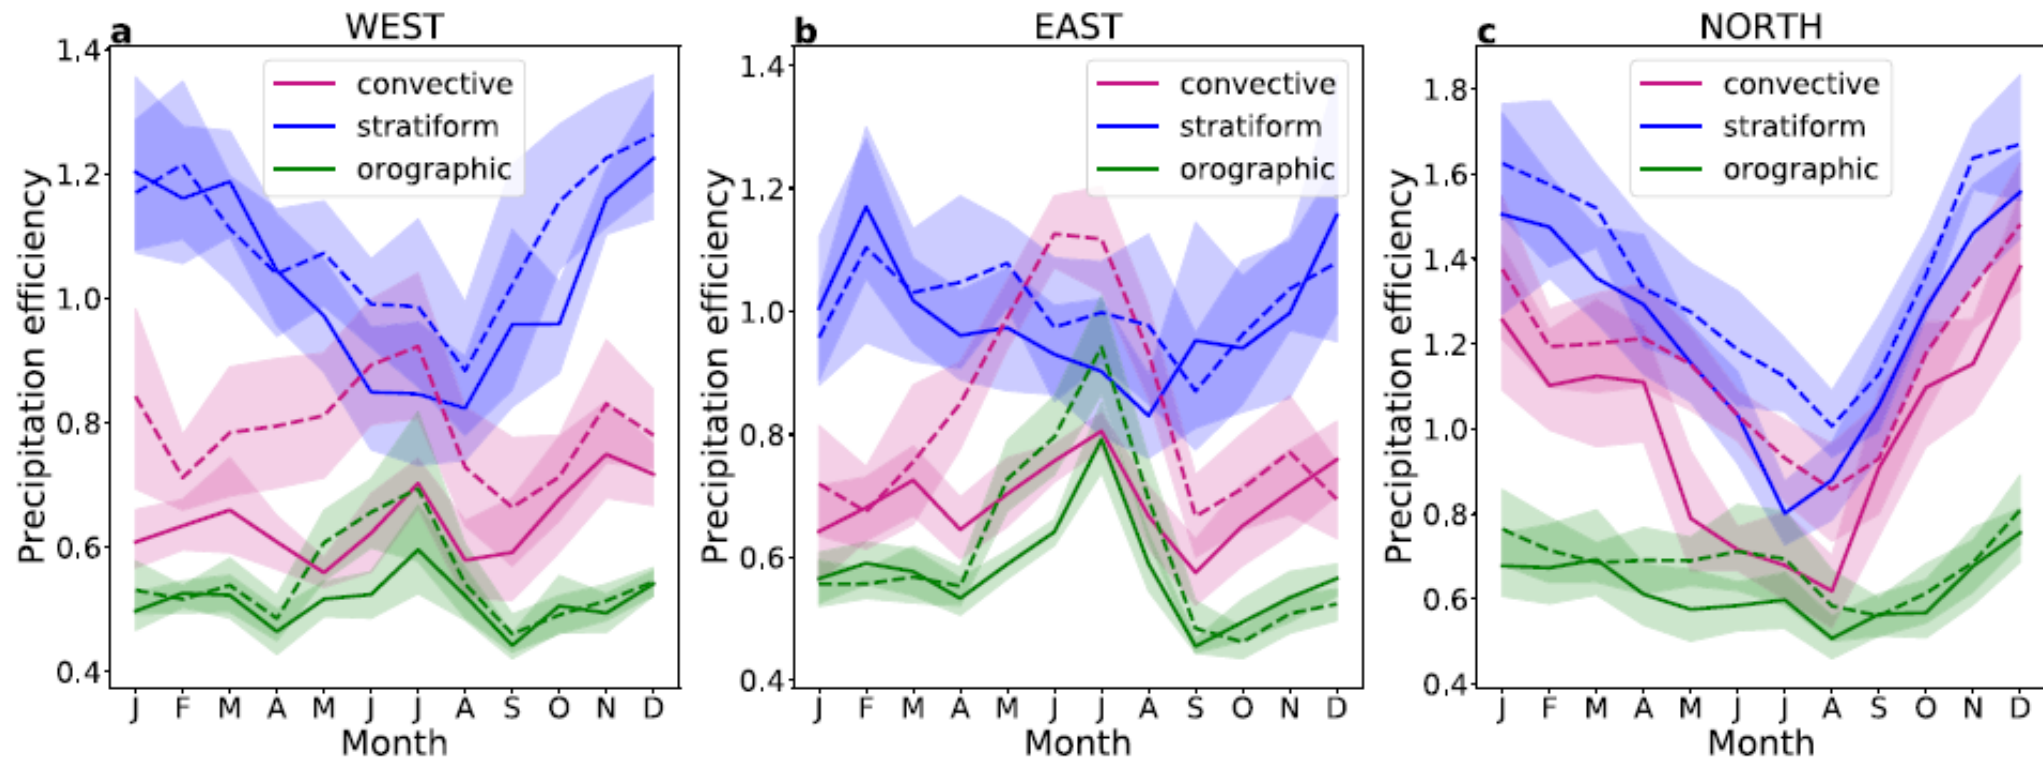 a WEST
1.4
1.2
1.0
0.8
0.6
0.4
Precipitation efficiency
convective
stratiform
orographic
J F M A M J J A S O N D
Month
b EAST
1.4
1.2
1.0
0.8
0.6
0.4
Precipitation efficiency
convective
stratiform
orographic
J F M A M J J A S O N D
Month
c NORTH
1.8
1.6
1.4
1.2
1.0
0.8
0.6
0.4
Precipitation efficiency
convective
stratiform
orographic
J F M A M J J A S O N D
Month